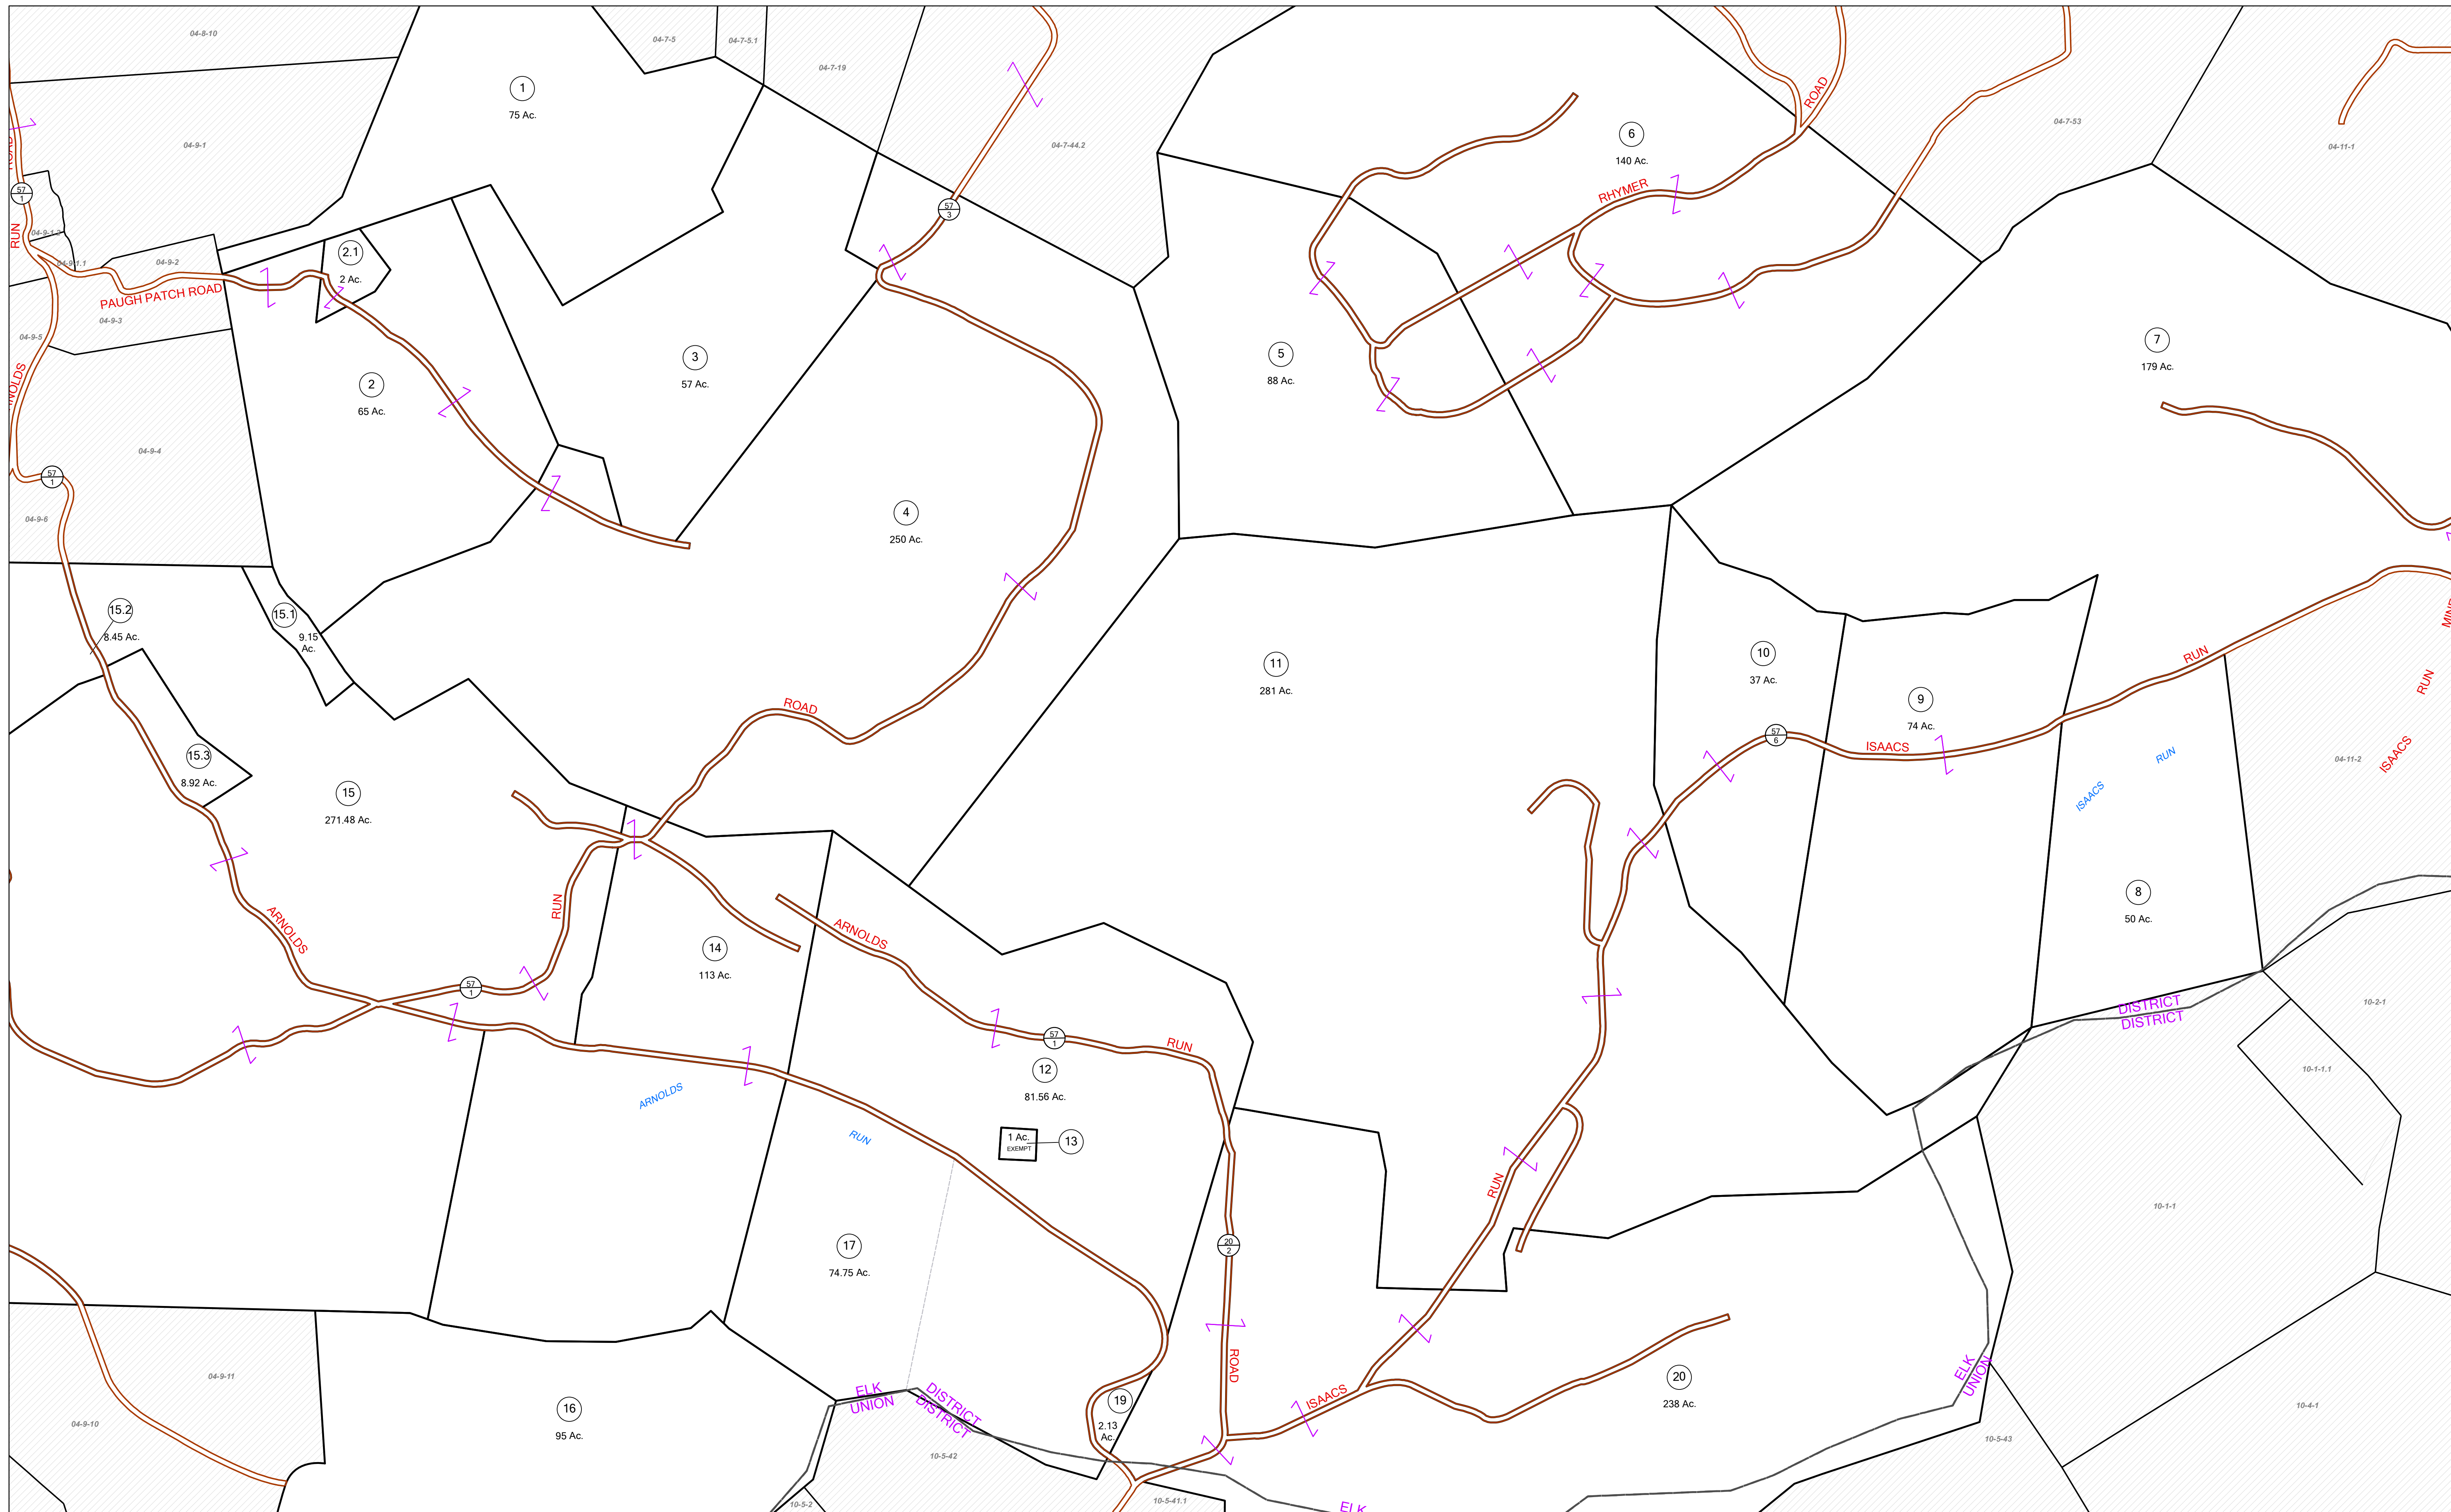 04-8-10
04-7-5
04-7-5.1
04-7-19
1
75 Ac.
ROAD
6
140 Ac.
04-7-53
04-11-1
04-9-1
04-7-44.2
57
1
57
3
RHYMER
RUN
04-9-1.1
04-9-2
2.1
2 Ac.
PAUGH PATCH ROAD
04-9-3
04-9-5
3
57 Ac.
5
88 Ac.
7
179 Ac.
2
65 Ac.
04-9-4
57
1
04-9-6
4
250 Ac.
15.2
8.45 Ac.
15.1
9.15
Ac.
11
281 Ac.
10
37 Ac.
9
74 Ac.
RUN
RUN
ISAACS
ROAD
57
6
ISAACS
RUN
ISAACS
04-11-2
15.3
8.92 Ac.
15
271.48 Ac.
8
50 Ac.
RUN
ARNOLDS
ARNOLDS
14
113 Ac.
57
1
DISTRICT
DISTRICT
10-2-1
57
1
RUN
12
81.56 Ac.
10-1-1.1
ARNOLDS
RUN
1 Ac.
EXEMPT
13
RUN
10-1-1
17
74.75 Ac.
20
2
ROAD
04-9-11
04-9-10
16
95 Ac.
ELK
UNION
DISTRICT
DISTRICT
19
2.13
Ac.
ISAACS
20
238 Ac.
ELK
UNION
10-4-1
10-5-43
10-5-42
10-5-2
10-5-41.1
ELK